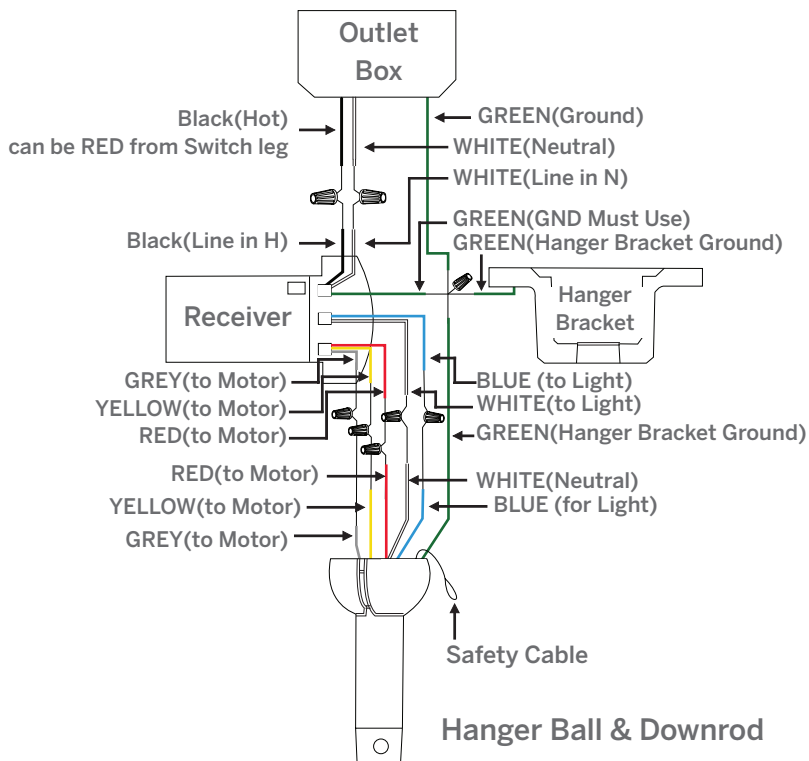 Outlet
Box
Black(Hot)
can be RED from Switch leg
GREEN(Ground)
WHITE(Neutral)
WHITE(Line in N)
GREEN(GND Must Use)
Black(Line in H)
GREEN(Hanger Bracket Ground)
Receiver
Hanger
Bracket
GREY(to Motor)
BLUE (to Light)
YELLOW(to Motor)
WHITE(to Light)
RED(to Motor)
GREEN(Hanger Bracket Ground)
RED(to Motor)
WHITE(Neutral)
YELLOW(to Motor)
BLUE (for Light)
GREY(to Motor)
Safety Cable
Hanger Ball & Downrod